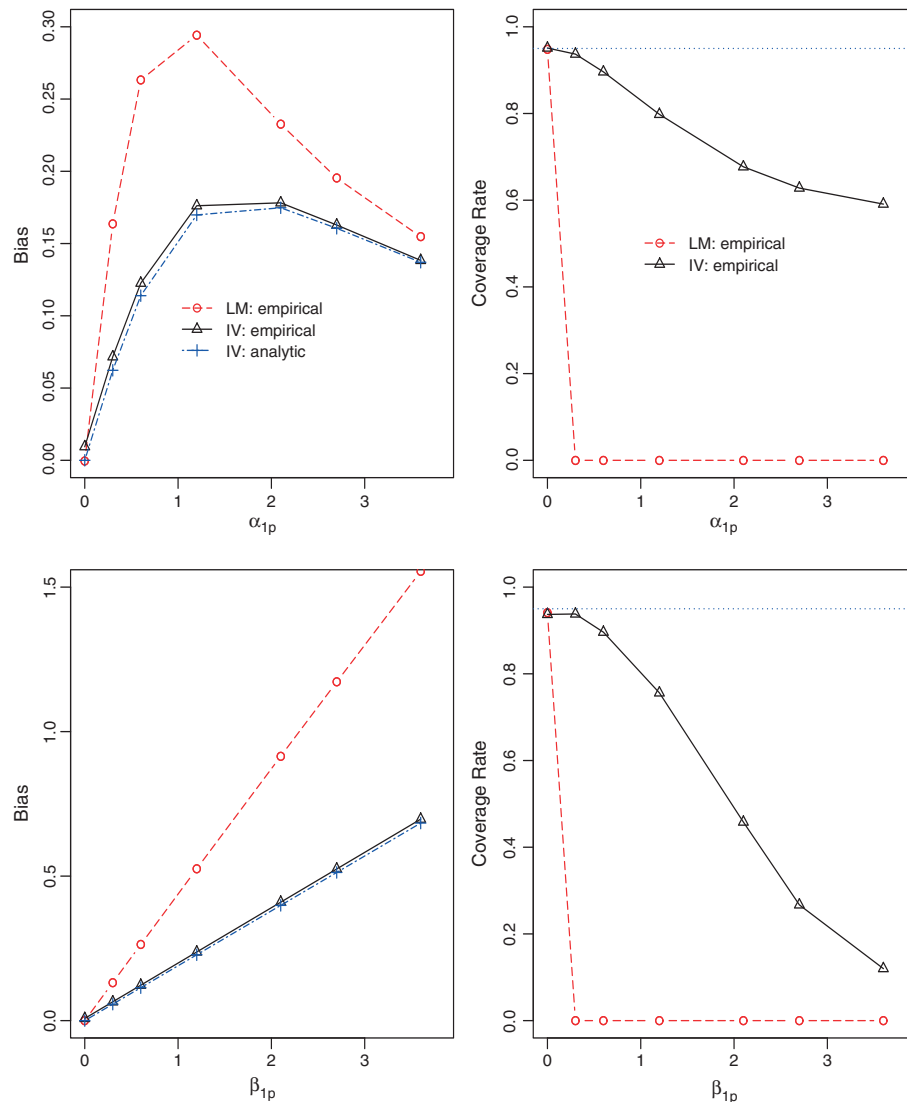 0.00 0.05 0.10 0.15 0.20 0.25 0.30
Bias
LM: empirical
IV: empirical
IV: analytic
0 1 2 3
α1p
0.0 0.2 0.4 0.6 0.8 1.0
Coverage Rate
LM: empirical
IV: empirical
0 1 2 3
α1p
0.0 0.5 1.0 1.5
Bias
0 1 2 3
β1p
0.0 0.2 0.4 0.6 0.8 1.0
Coverage Rate
0 1 2 3
β1p